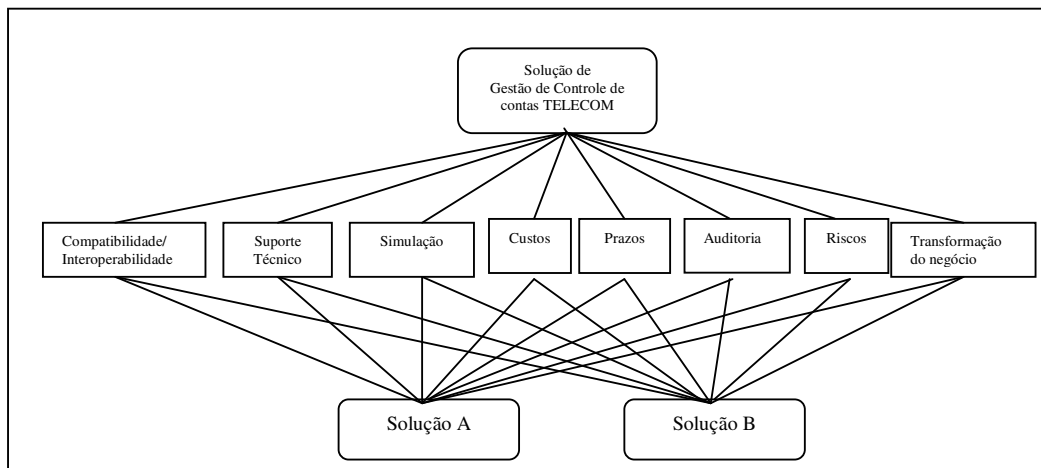 Solução de
Gestão de Controle de
contas TELECOM
Compatibilidade/
Interoperabilidade
Suporte
Técnico
Simulação
Custos
Prazos
Auditoria
Riscos
Transformação
do negócio
Solução A
Solução B